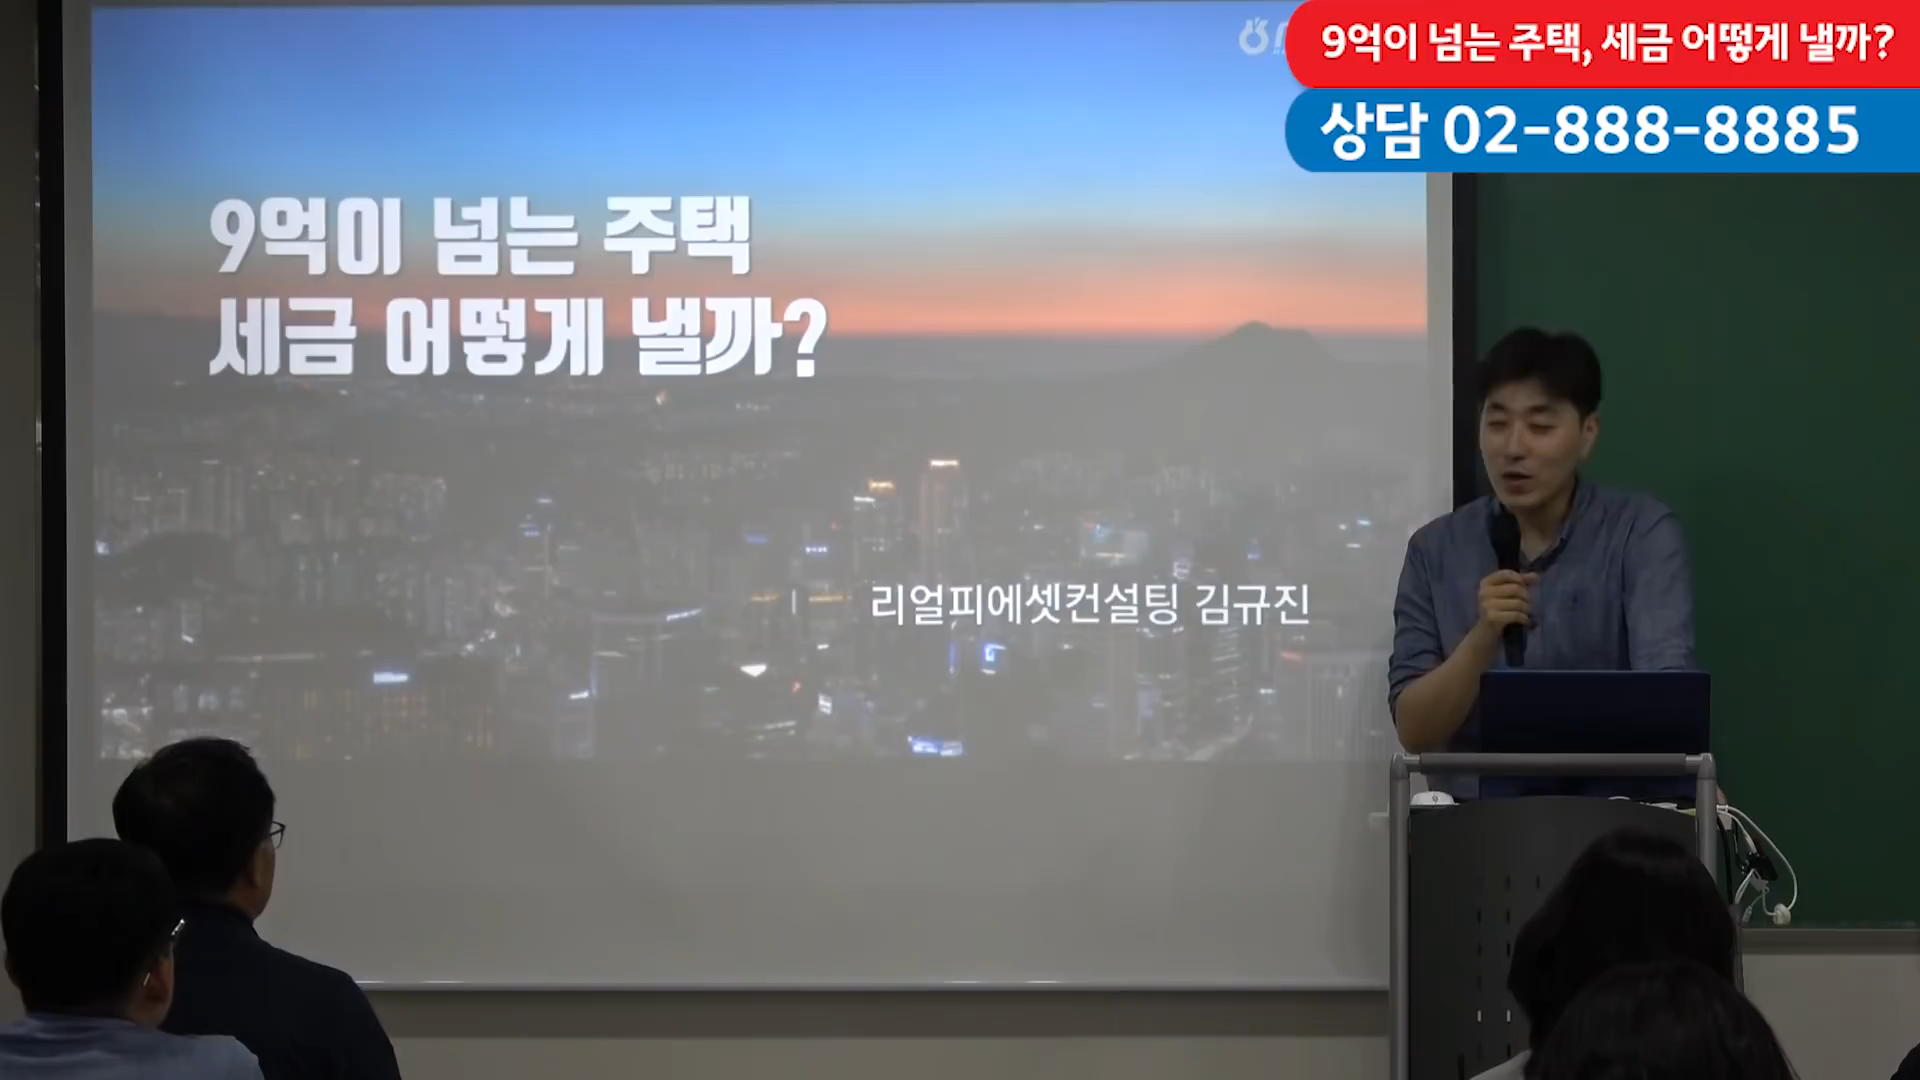 9억이 넘는 주택, 세금 어떻게 낼까?
상담 02-888-8885
9억이 넘는 주택
세금 어떻게 낼까?
리얼피에셋컨설팅 김규진